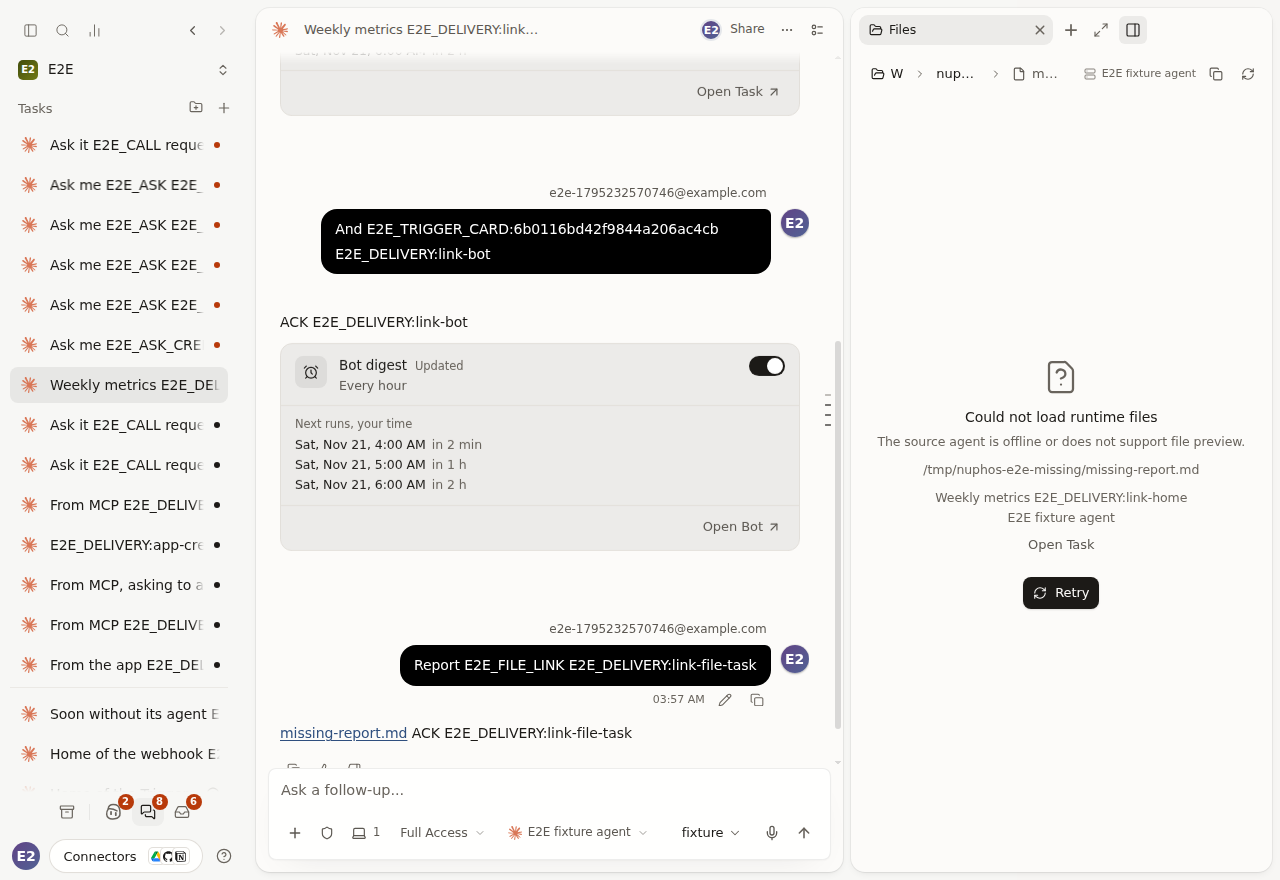 E2 E2E
Tasks
Ask it E2E_CALL reque
Ask me E2E_ASK E2E_
Ask me E2E_ASK E2E_
Ask me E2E_ASK E2E_
Ask me E2E_ASK E2E_
Ask me E2E_ASK_CRE
Weekly metrics E2E_DEL
Ask it E2E_CALL reque
Ask it E2E_CALL reque
From MCP E2E_DELIVE
E2E_DELIVERY:app-cre
From MCP, asking to a
From MCP E2E_DELIVE
From the app E2E_DEL
Soon without its agent E
Home of the webhook E2
2 8 6
E2 Connectors
Weekly metrics E2E_DELIVERY:link… E2 Share
Open Task
e2e-1795232570746@example.com
And E2E_TRIGGER_CARD:6b0116bd42f9844a206ac4cb
E2E_DELIVERY:link-bot
E2
ACK E2E_DELIVERY:link-bot
Bot digest Updated
Every hour
Next runs, your time
Sat, Nov 21, 4:00 AM in 2 min
Sat, Nov 21, 5:00 AM in 1 h
Sat, Nov 21, 6:00 AM in 2 h
Open Bot
e2e-1795232570746@example.com
Report E2E_FILE_LINK E2E_DELIVERY:link-file-task
E2
03:57 AM
missing-report.md ACK E2E_DELIVERY:link-file-task
Ask a follow-up...
1 Full Access E2E fixture agent fixture
Files
W nup... m... E2E fixture agent
Could not load runtime files
The source agent is offline or does not support file preview.
/tmp/nuphos-e2e-missing/missing-report.md
Weekly metrics E2E_DELIVERY:link-home
E2E fixture agent
Open Task
Retry